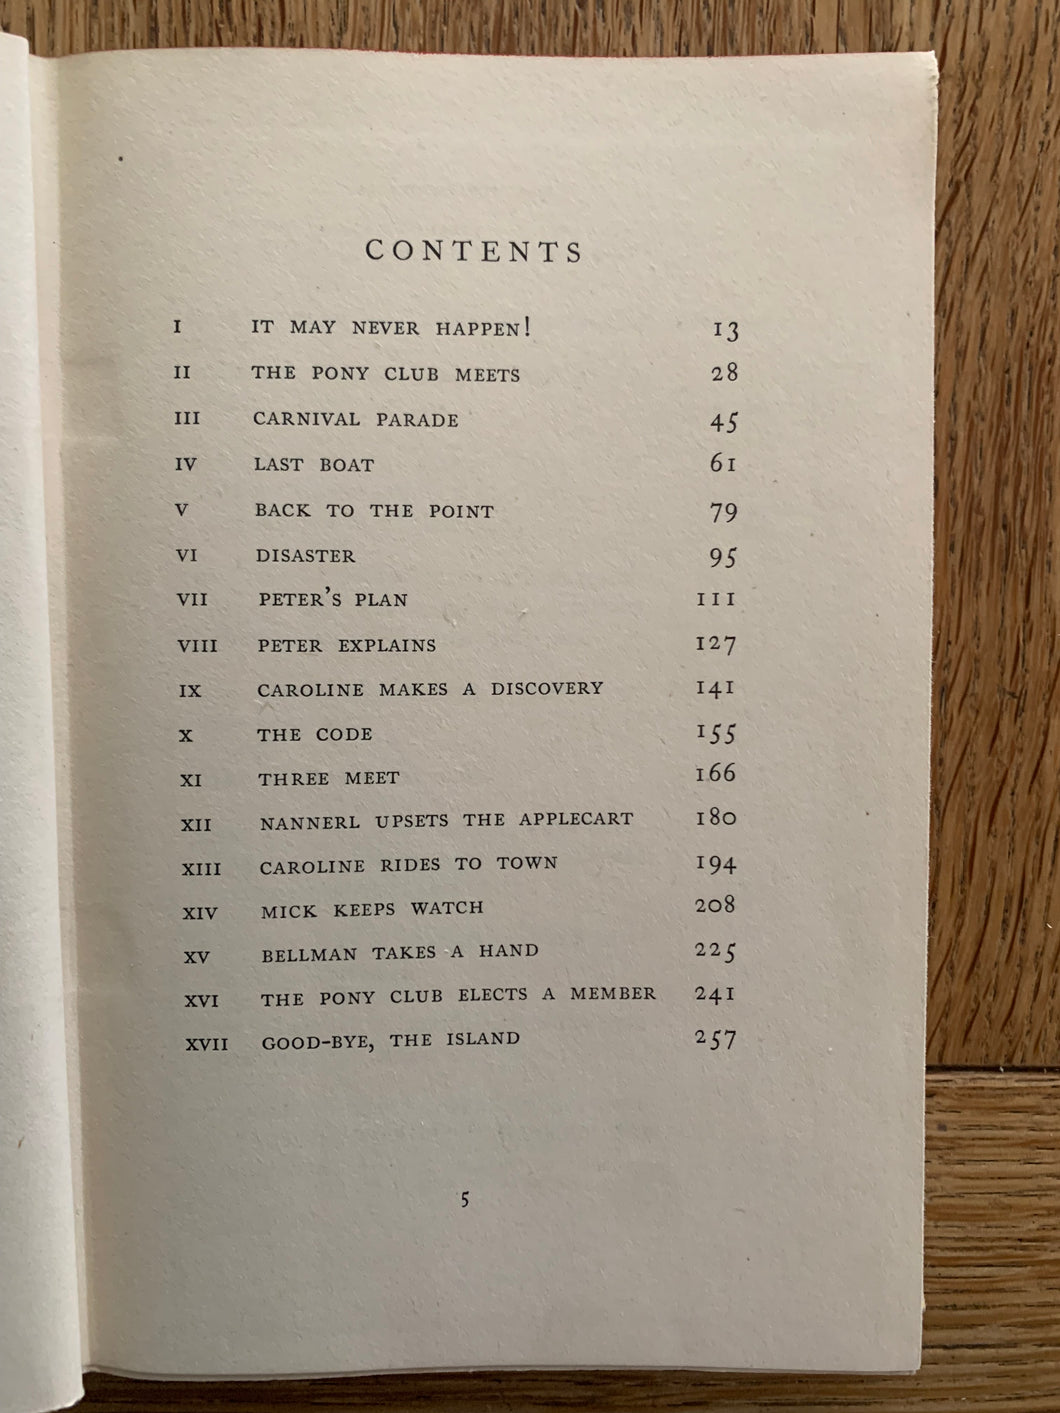 CONTENTS
I IT MAY NEVER HAPPEN! 13
II THE PONY CLUB MEETS 28
III CARNIVAL PARADE 45
IV LAST BOAT 61
V BACK TO THE POINT 79
VI DISASTER 95
VII PETER'S PLAN 111
VIII PETER EXPLAINS 127
IX CAROLINE MAKES A DISCOVERY 141
X THE CODE 155
XI THREE MEET 166
XII NANNERL UPSETS THE APPLECART 180
XIII CAROLINE RIDES TO TOWN 194
XIV MICK KEEPS WATCH 208
XV BELLMAN TAKES A HAND 225
XVI THE PONY CLUB ELECTS A MEMBER 241
XVII GOOD-BYE, THE ISLAND 257
5